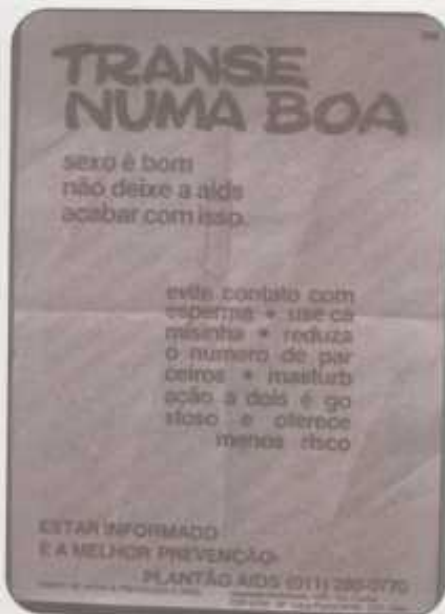 TRANSE
NUMA BOA
sexo é bom
não deixe a aids
acabar com isso.
evite contato com
esperma • use ca
misinha • reduza
o numero de par
ceiros • masturb
ação a dois é go
stoso e oferece
menos risco
ESTAR INFORMADO
É A MELHOR PREVENÇÃO:
PLANTÃO AIDS (011)